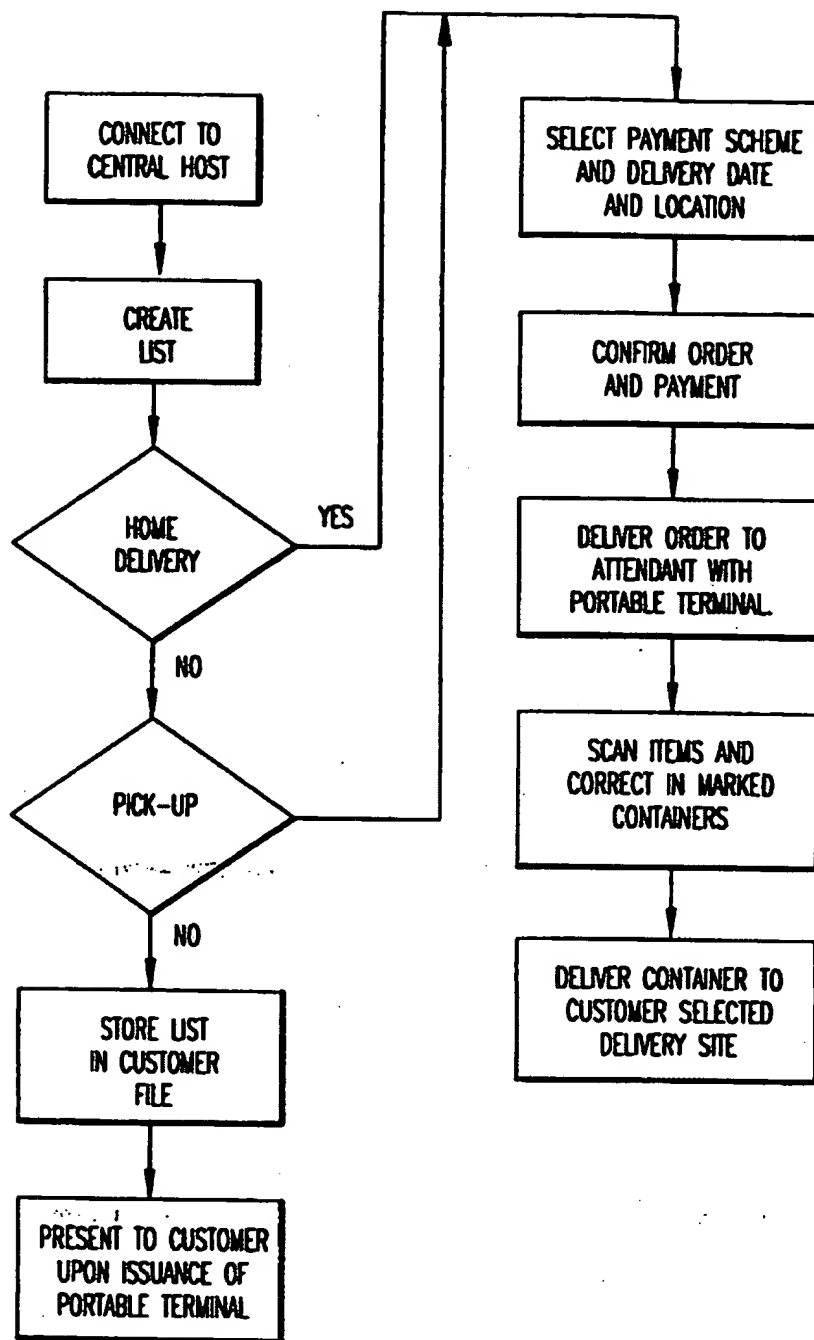 CONNECT TO
CENTRAL HOST
CREATE
LIST
HOME
DELIVERY
YES
NO
PICK-UP
NO
STORE LIST
IN CUSTOMER
FILE
PRESENT TO CUSTOMER
UPON ISSUANCE OF
PORTABLE TERMINAL
SELECT PAYMENT SCHEME
AND DELIVERY DATE
AND LOCATION
CONFIRM ORDER
AND PAYMENT
DELIVER ORDER TO
ATTENDANT WITH
PORTABLE TERMINAL.
SCAN ITEMS AND
CORRECT IN MARKED
CONTAINERS
DELIVER CONTAINER TO
CUSTOMER SELECTED
DELIVERY SITE